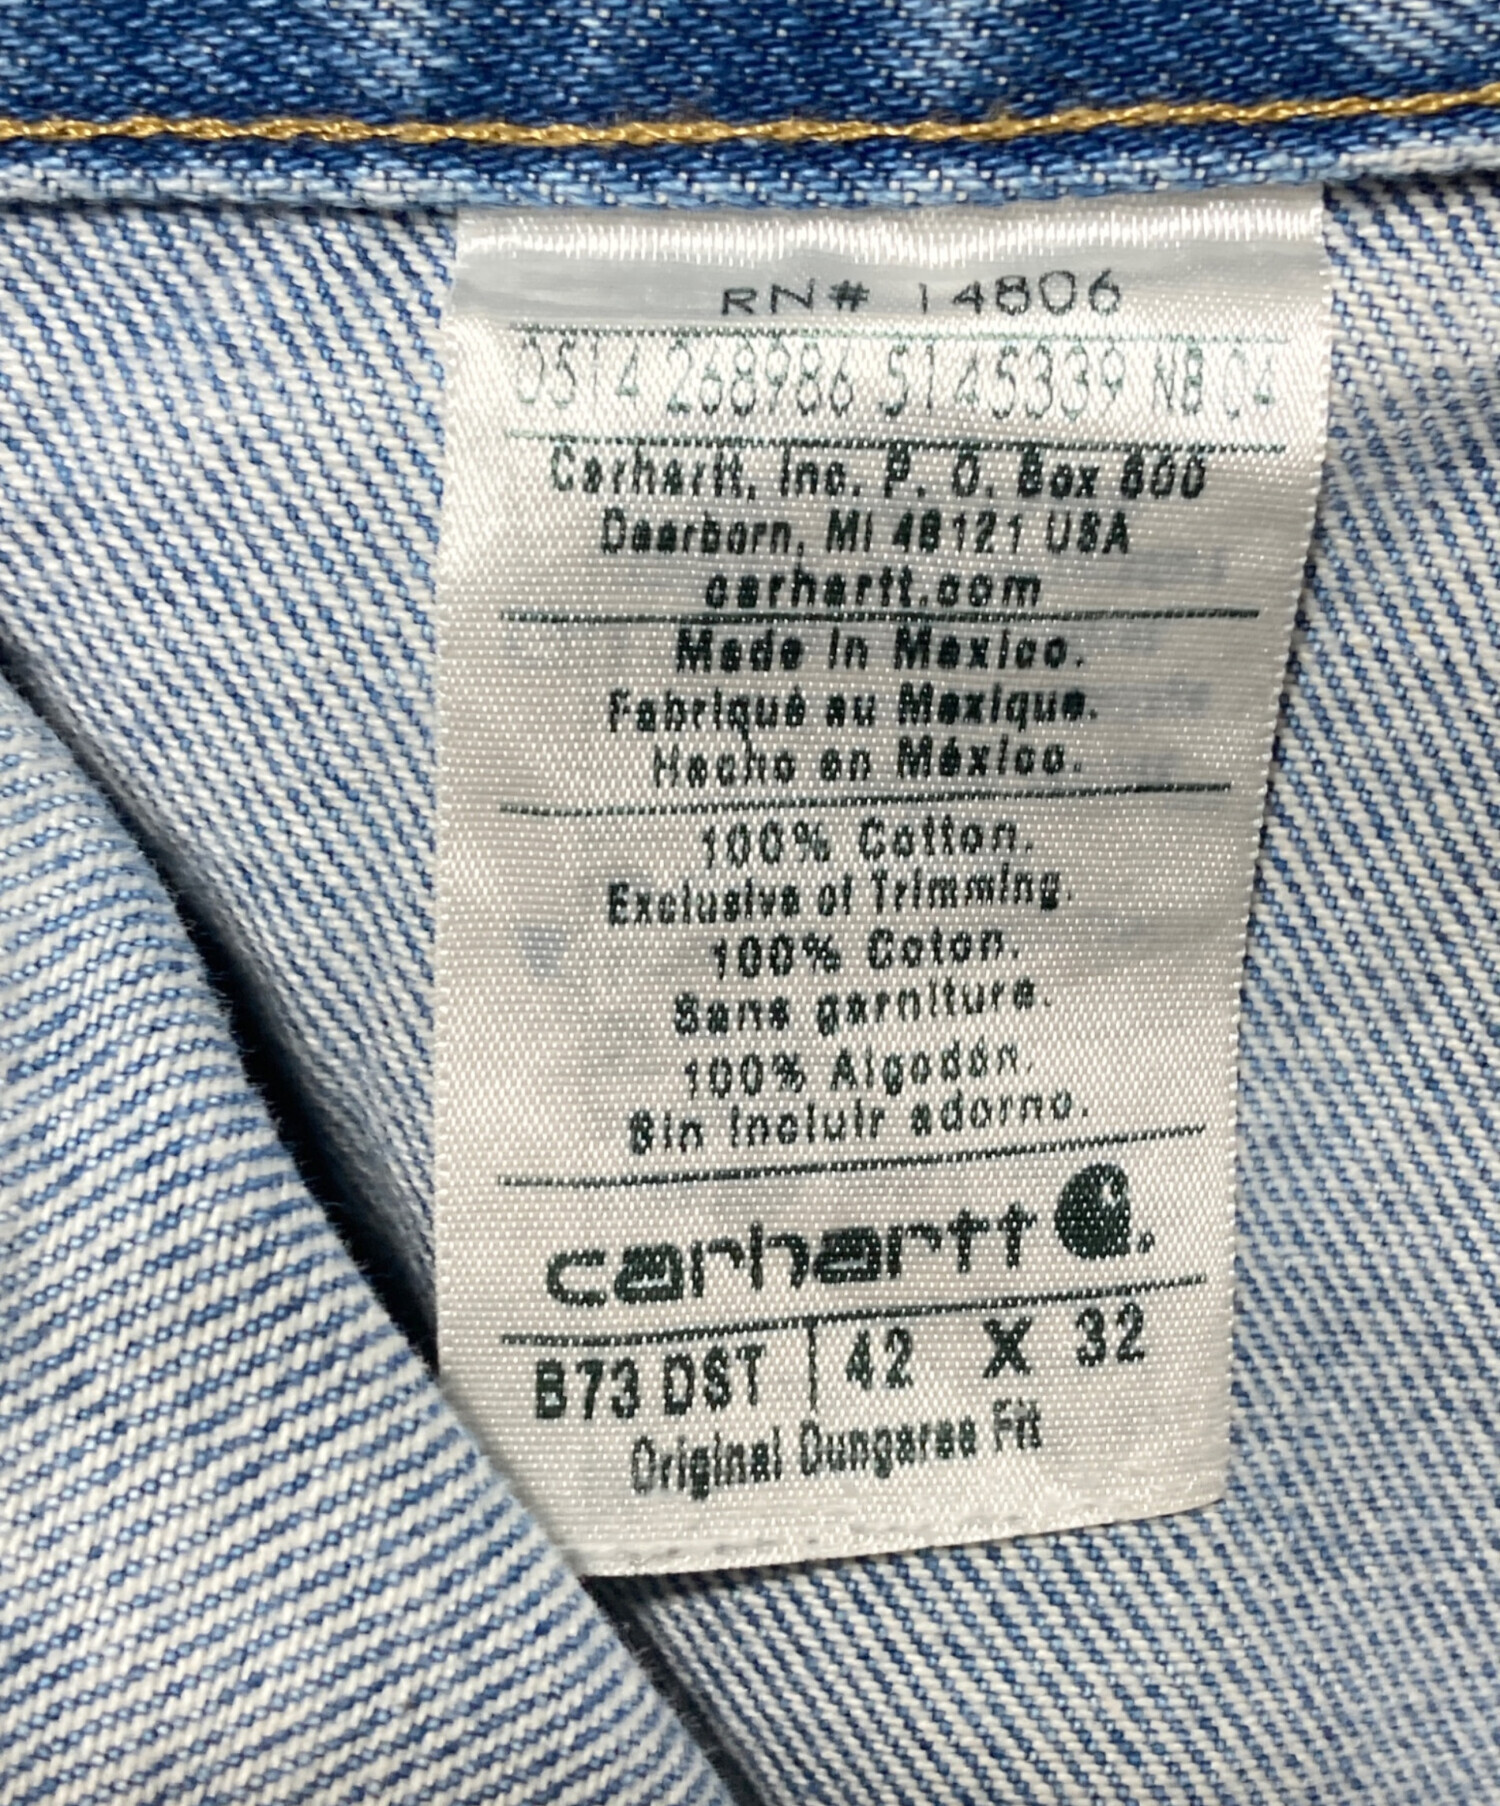 RN# 14806
0514 268986 5145339 NB 04
Carhartt, Inc. P. O. Box 600
Dearborn, MI 48121 USA
carhartt.com
Made in Mexico.
Fabriqué au Mexique.
Hecho en México.
100% Cotton.
Exclusive of Trimming.
100% Coton.
Sans garniture.
100% Algodón.
Sin incluir adorno.
carhartt
B73 DST | 42 X 32
Original Dungaree Fit